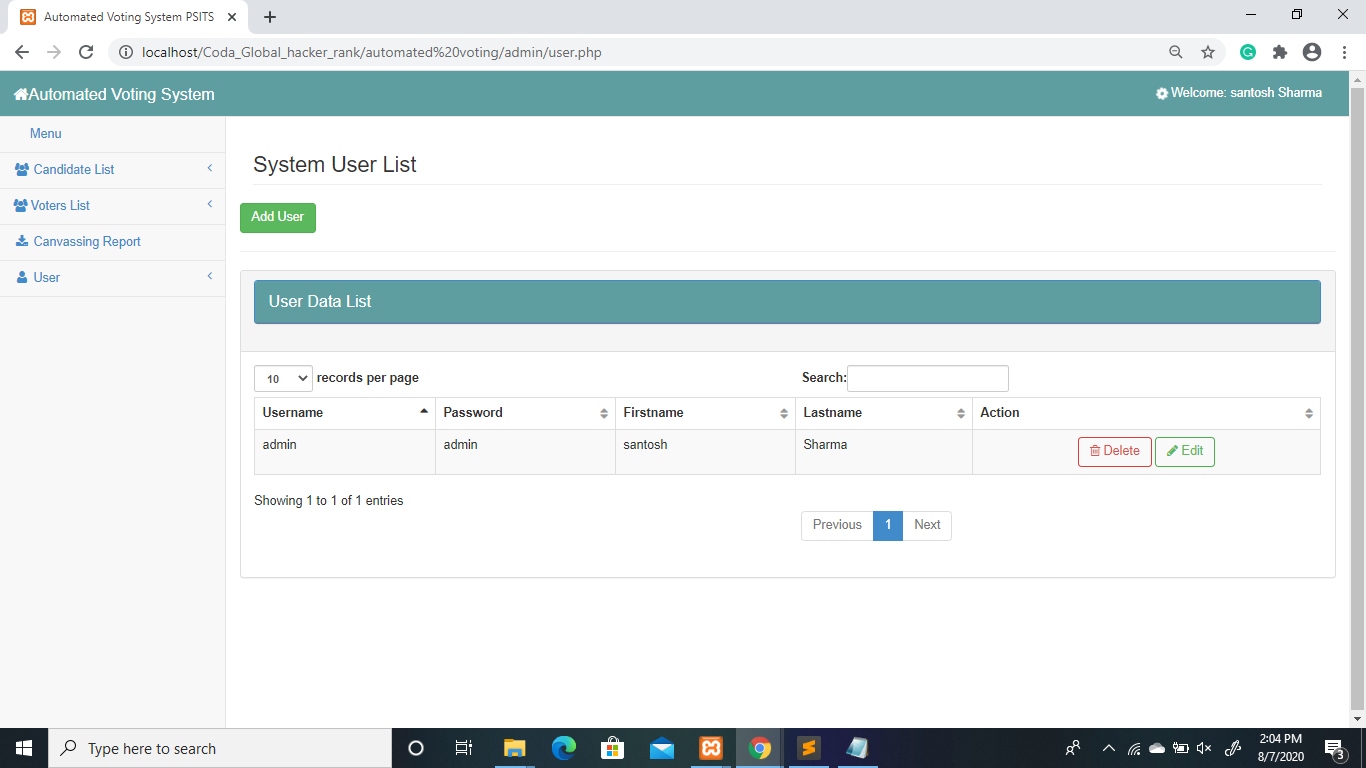 Automated Voting System PSITS
localhost/Coda_Global_hacker_rank/automated%20voting/admin/user.php
Automated Voting System
Welcome: santosh Sharma
Menu
Candidate List
Voters List
Canvassing Report
User
System User List
Add User
User Data List
10 records per page
Search:
Username Password Firstname Lastname Action
admin admin santosh Sharma Delete Edit
Showing 1 to 1 of 1 entries
Previous 1 Next
Type here to search
2:04 PM
8/7/2020
3